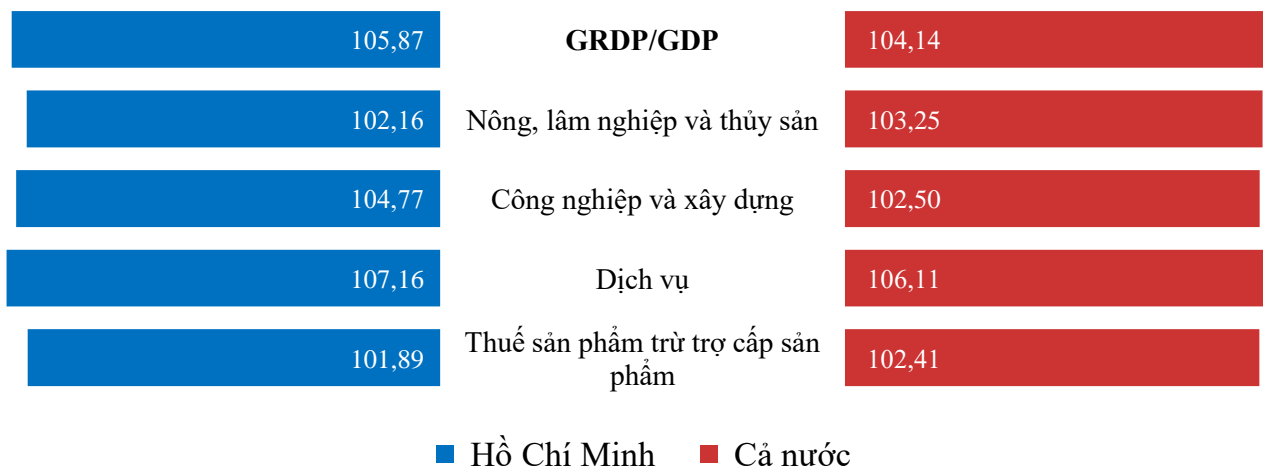 105,87 GRDP/GDP 104,14
102,16 Nông, lâm nghiệp và thủy sản 103,25
104,77 Công nghiệp và xây dựng 102,50
107,16 Dịch vụ 106,11
101,89 Thuế sản phẩm trừ trợ cấp sản 102,41
phẩm
Hồ Chí Minh Cả nước